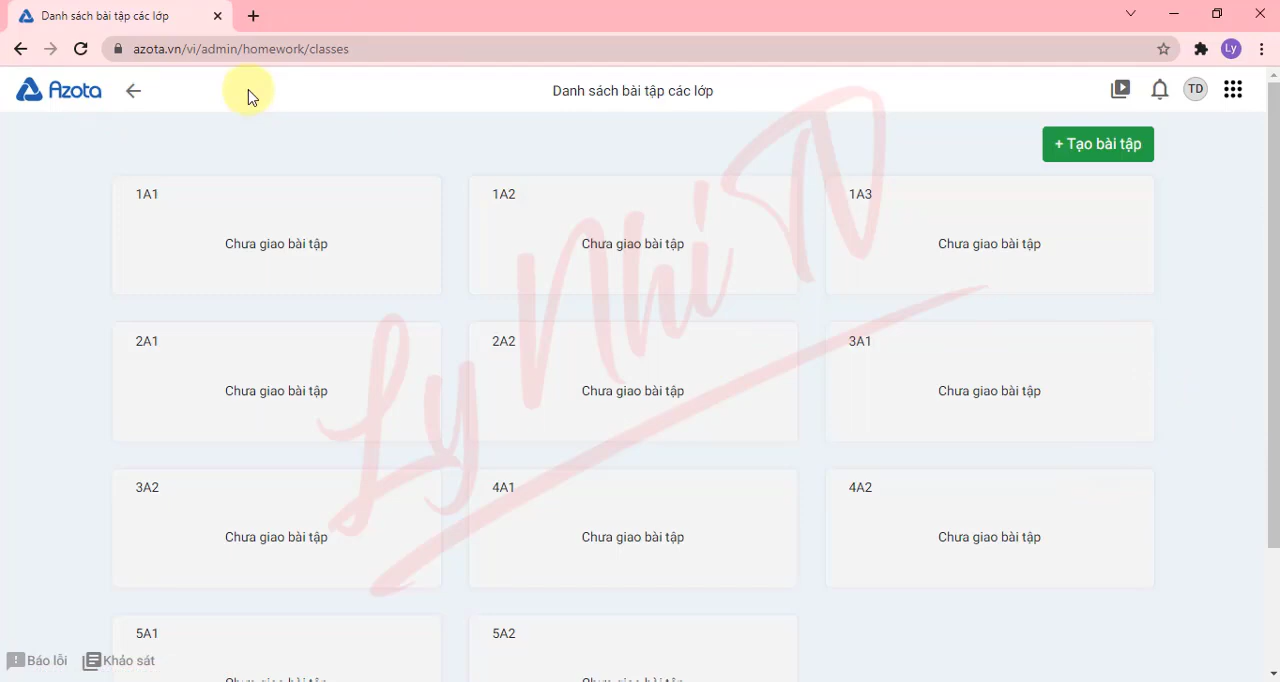 Danh sách bài tập các lớp
azota.vn/vi/admin/homework/classes
Ly
Azota
Danh sách bài tập các lớp
TD
+ Tạo bài tập
1A1
1A2
1A3
Chưa giao bài tập
Chưa giao bài tập
Chưa giao bài tập
2A1
2A2
3A1
Chưa giao bài tập
Chưa giao bài tập
Chưa giao bài tập
3A2
4A1
4A2
Chưa giao bài tập
Chưa giao bài tập
Chưa giao bài tập
5A1
5A2
Báo lỗi
Khảo sát